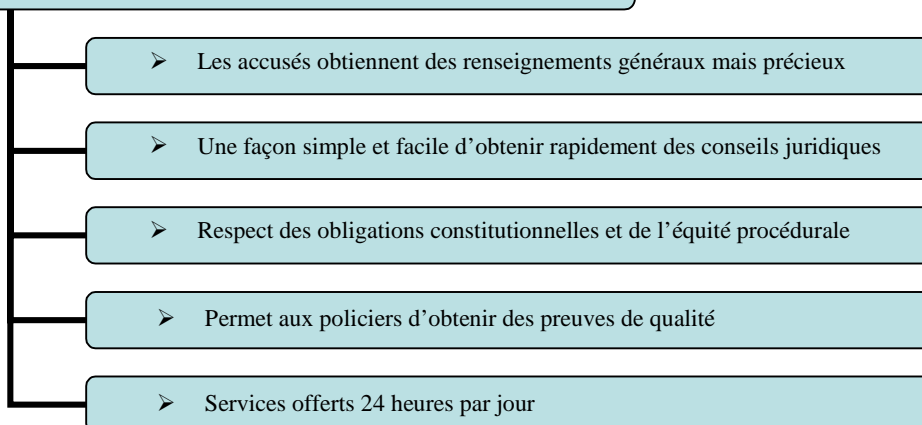 ➢ Les accusés obtiennent des renseignements généraux mais précieux
➢ Une façon simple et facile d’obtenir rapidement des conseils juridiques
➢ Respect des obligations constitutionnelles et de l’équité procédurale
➢ Permet aux policiers d’obtenir des preuves de qualité
➢ Services offerts 24 heures par jour